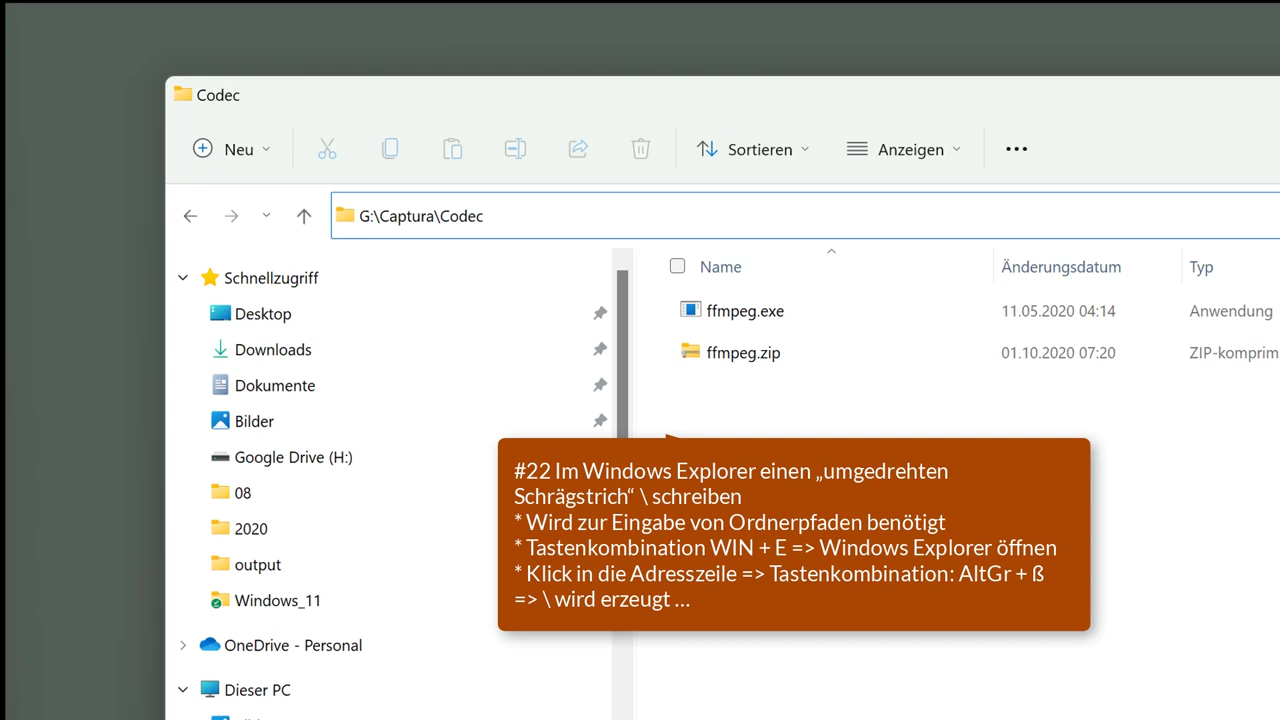 Codec
Neu
Sortieren
Anzeigen
G:\Captura\Codec
Schnellzugriff
Desktop
Downloads
Dokumente
Bilder
Google Drive (H:)
08
2020
output
Windows_11
OneDrive - Personal
Dieser PC
Name Änderungsdatum Typ
ffmpeg.exe 11.05.2020 04:14 Anwendung
ffmpeg.zip 01.10.2020 07:20 ZIP-komprim
#22 Im Windows Explorer einen „umgedrehten
Schrägstrich“ \ schreiben
* Wird zur Eingabe von Ordnerpfaden benötigt
* Tastenkombination WIN + E => Windows Explorer öffnen
* Klick in die Adresszeile => Tastenkombination: AltGr + ß
=> \ wird erzeugt ...